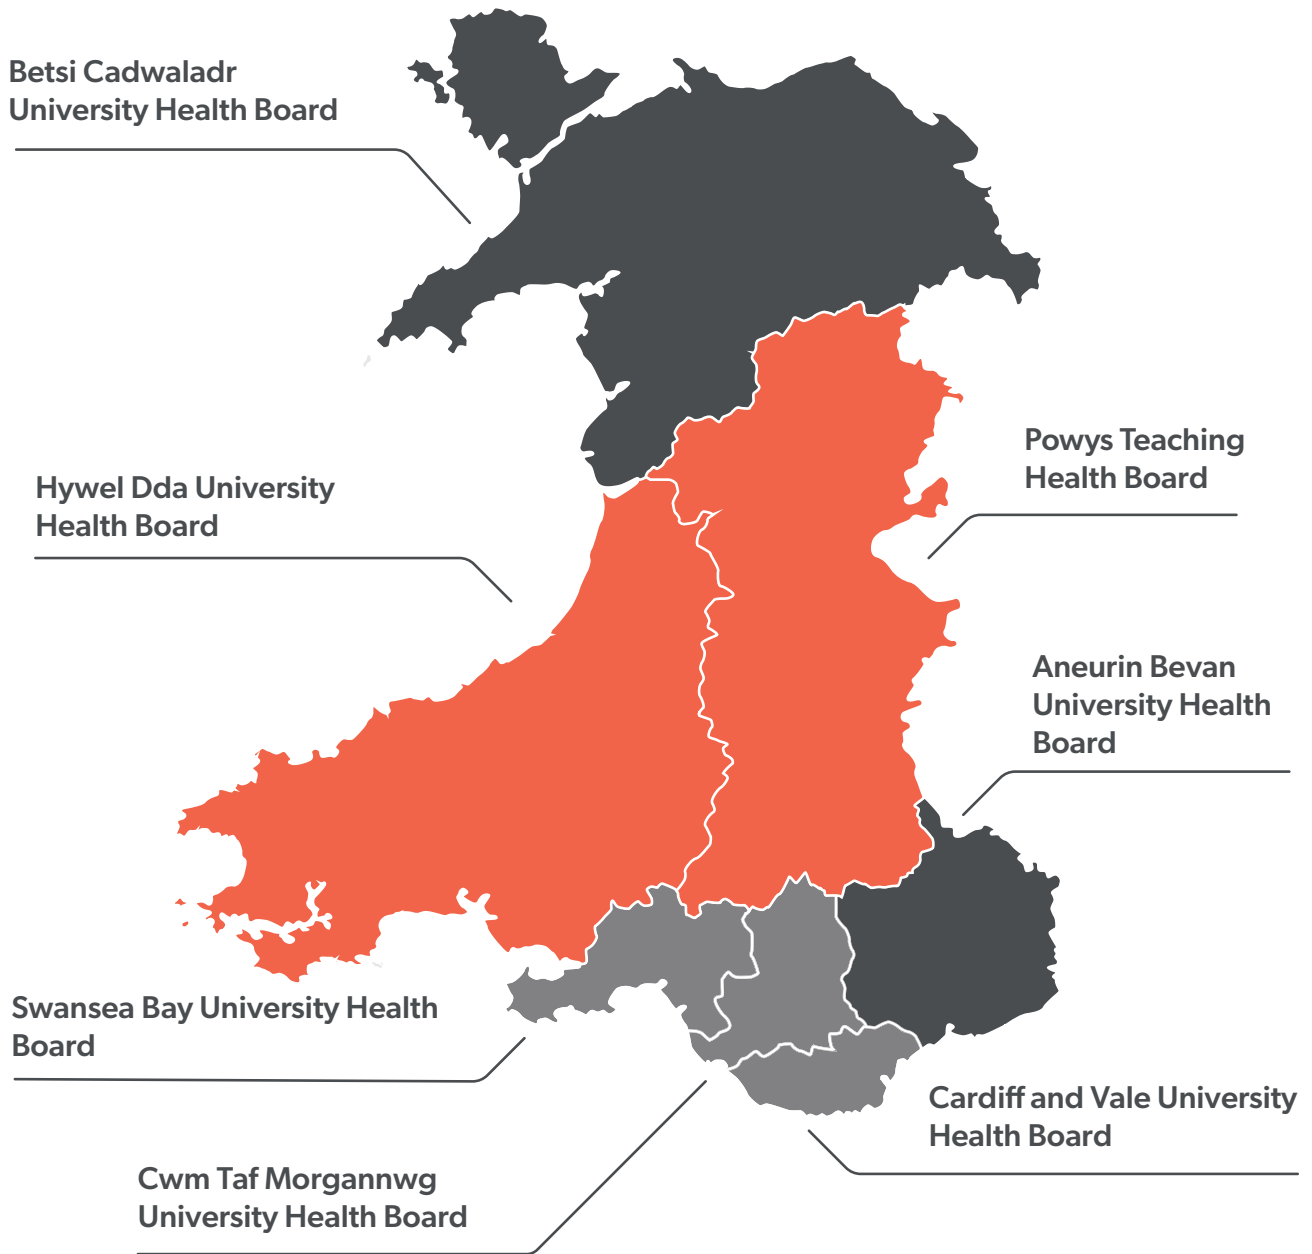 Betsi Cadwaladr
University Health Board
Powys Teaching
Health Board
Hywel Dda University
Health Board
Aneurin Bevan
University Health
Board
Swansea Bay University Health
Board
Cardiff and Vale University
Health Board
Cwm Taf Morgannwg
University Health Board